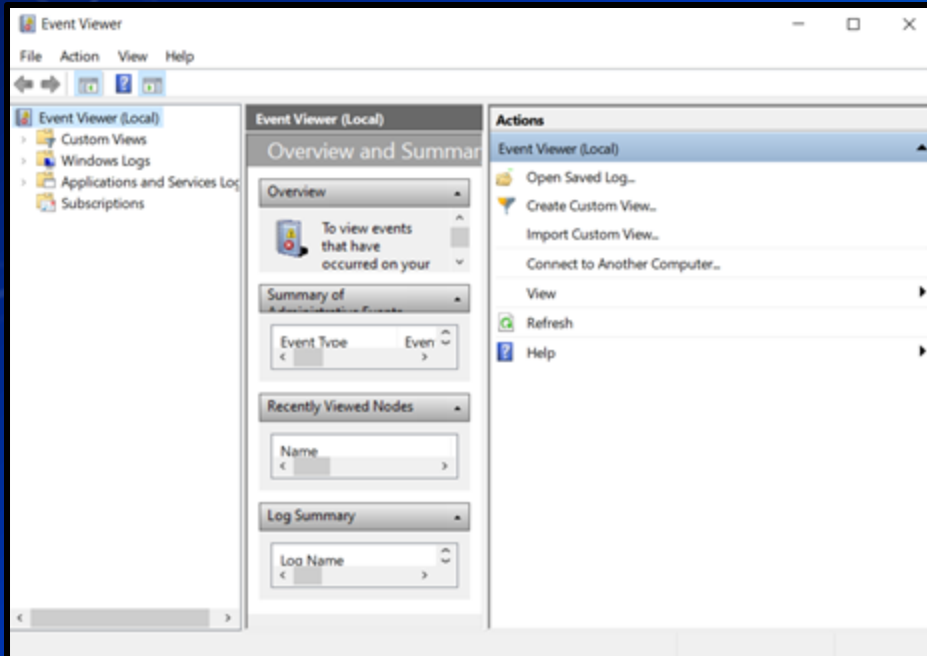 Event Viewer
File Action View Help
Event Viewer (Local)
Custom Views
Windows Logs
Applications and Services Log
Subscriptions
Event Viewer (Local)
Overview and Summar
Overview
To view events
that have
occurred on your
Summary of
Administrative Events
Event Type Even
Recently Viewed Nodes
Name
Log Summary
Log Name
Actions
Event Viewer (Local)
Open Saved Log...
Create Custom View...
Import Custom View...
Connect to Another Computer...
View
Refresh
Help